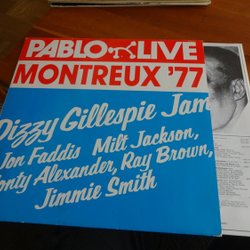 PABLO LIVE
MONTREUX '77
Dizzy Gillespie Jam
Jon Faddis Milt Jackson,
onty Alexander, Ray Brown,
Jimmie Smith